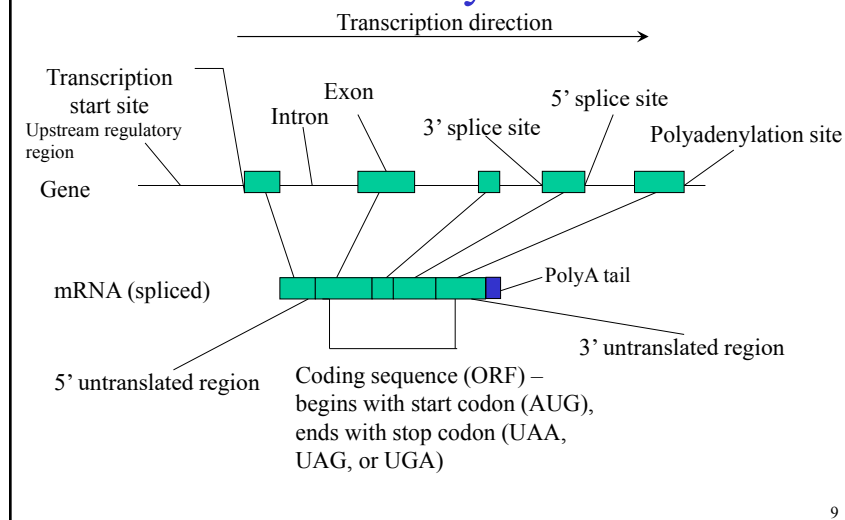 Transcription direction
Transcription
start site
Upstream regulatory
region
Intron
Exon
3’ splice site
5’ splice site
Polyadenylation site
Gene
mRNA (spliced)
PolyA tail
5’ untranslated region
3’ untranslated region
Coding sequence (ORF) –
begins with start codon (AUG),
ends with stop codon (UAA,
UAG, or UGA)
9